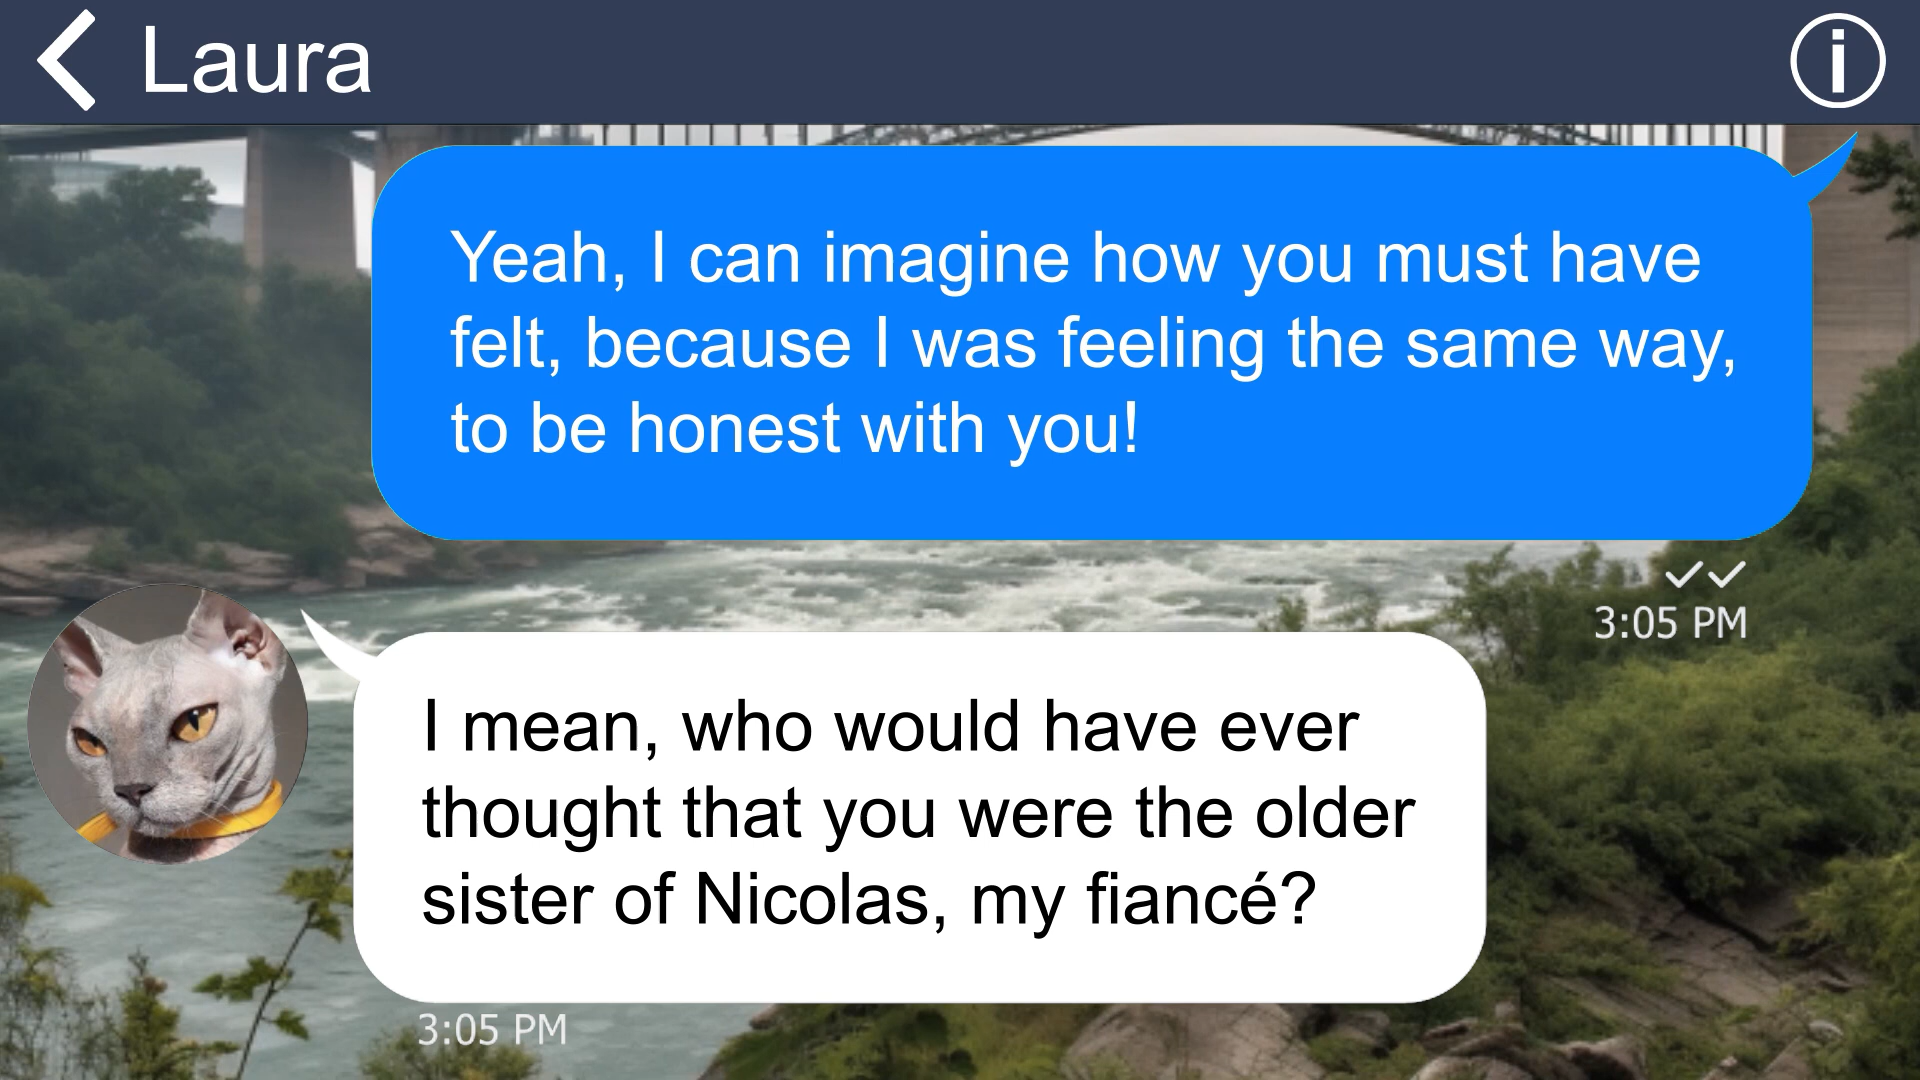 Laura
Yeah, I can imagine how you must have
felt, because I was feeling the same way,
to be honest with you!
3:05 PM
I mean, who would have ever
thought that you were the older
sister of Nicolas, my fiancé?
3:05 PM